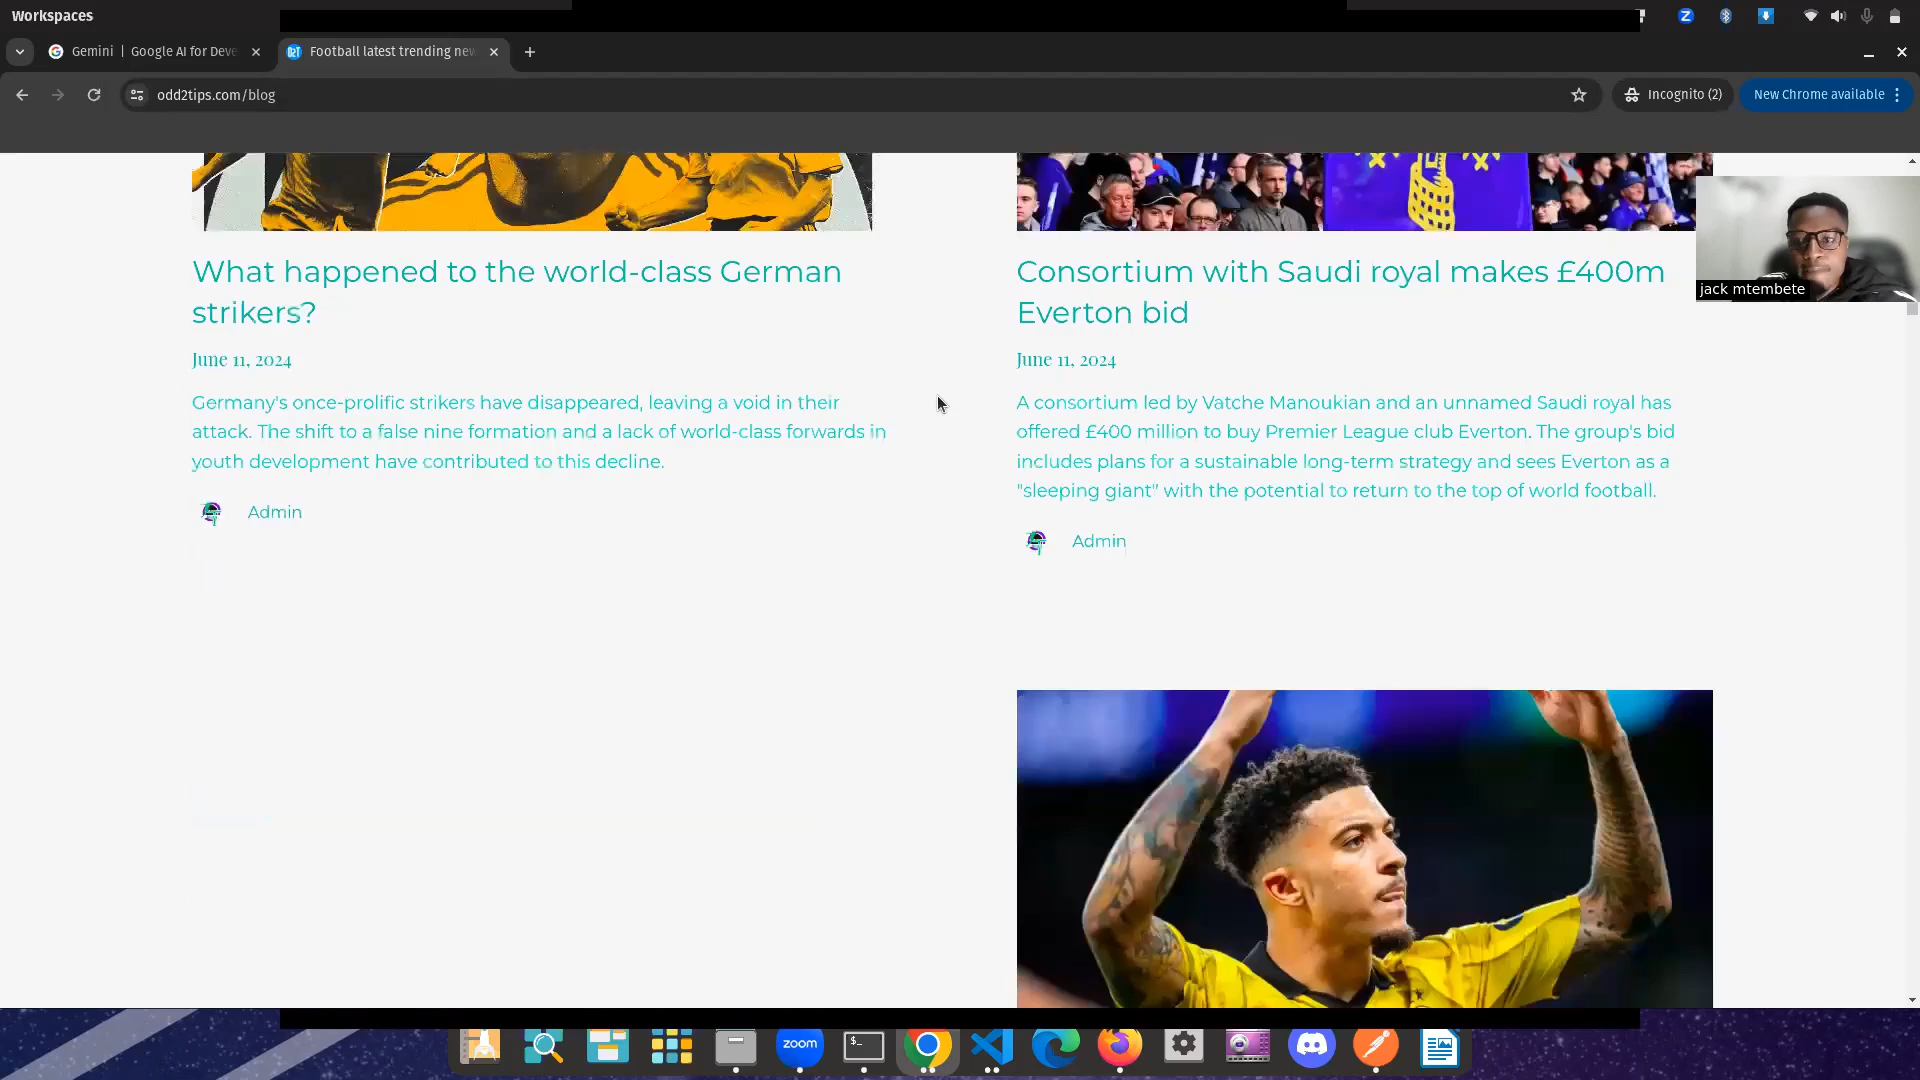 Workspaces
Gemini | Google AI for Deve
Football latest trending nev
odd2tips.com/blog
Incognito (2)
New Chrome available
What happened to the world-class German
strikers?
June 11, 2024
Germany's once-prolific strikers have disappeared, leaving a void in their
attack. The shift to a false nine formation and a lack of world-class forwards in
youth development have contributed to this decline.
Admin
Consortium with Saudi royal makes £400m
Everton bid
June 11, 2024
A consortium led by Vatche Manoukian and an unnamed Saudi royal has
offered £400 million to buy Premier League club Everton. The group's bid
includes plans for a sustainable long-term strategy and sees Everton as a
"sleeping giant" with the potential to return to the top of world football.
Admin
jack mtembete
zoom